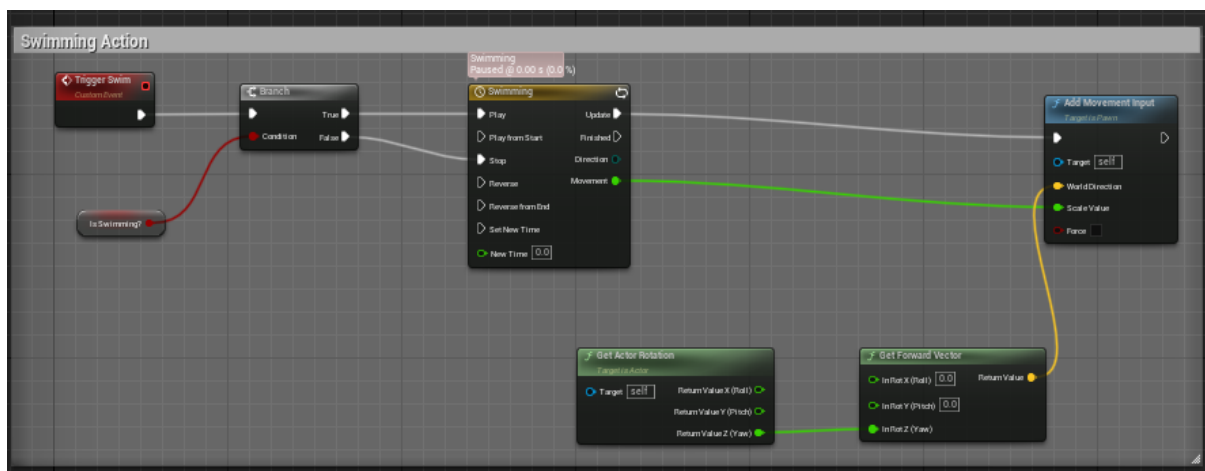 Swimming Action
Trigger Swim
Custom Event
Branch
True
Condition
False
Is Swimming?
Swimming
Paused @ 0.00 s (0.0 %)
Swimming
Play
Update
Play from Start
Finished
Stop
Direction
Reverse
Movement
Reverse from End
Set New Time
New Time 0.0
Add Movement Input
Target is Pawn
Target self
World Direction
Scale Value
Force
Get Actor Rotation
Target is Actor
Target self
Return Value X (Roll)
Return Value Y (Pitch)
Return Value Z (Yaw)
Get Forward Vector
In Rot X (Roll) 0.0
Return Value
In Rot Y (Pitch) 0.0
In Rot Z (Yaw)